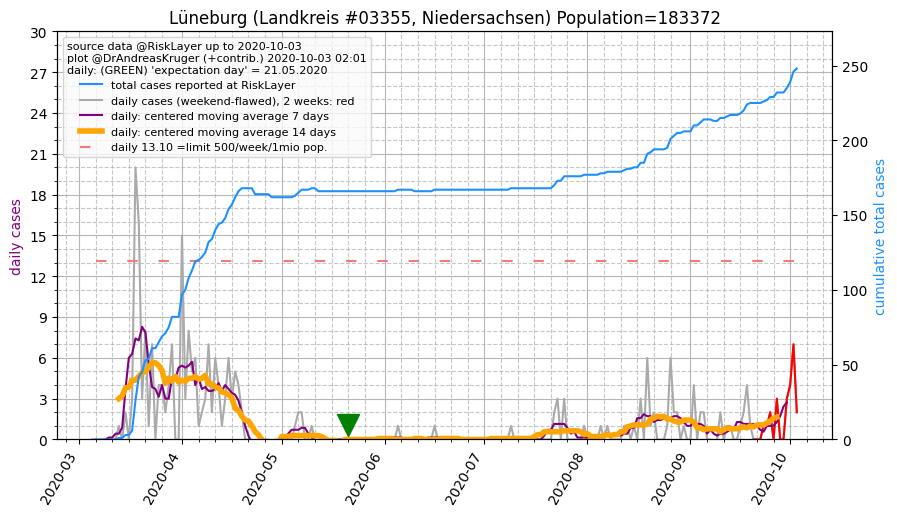 Lüneburg (Landkreis #03355, Niedersachsen) Population=183372
source data @RiskLayer up to 2020-10-03
plot @DrAndreasKruger (+contrib.) 2020-10-03 02:01
daily: (GREEN) 'expectation day' = 21.05.2020
total cases reported at RiskLayer
daily cases (weekend-flawed), 2 weeks: red
daily: centered moving average 7 days
daily: centered moving average 14 days
daily 13.10 =limit 500/week/1mio pop.
daily cases
30
27
24
21
18
15
12
9
6
3
0
cumulative total cases
250
200
150
100
50
0
2020-03
2020-04
2020-05
2020-06
2020-07
2020-08
2020-09
2020-10